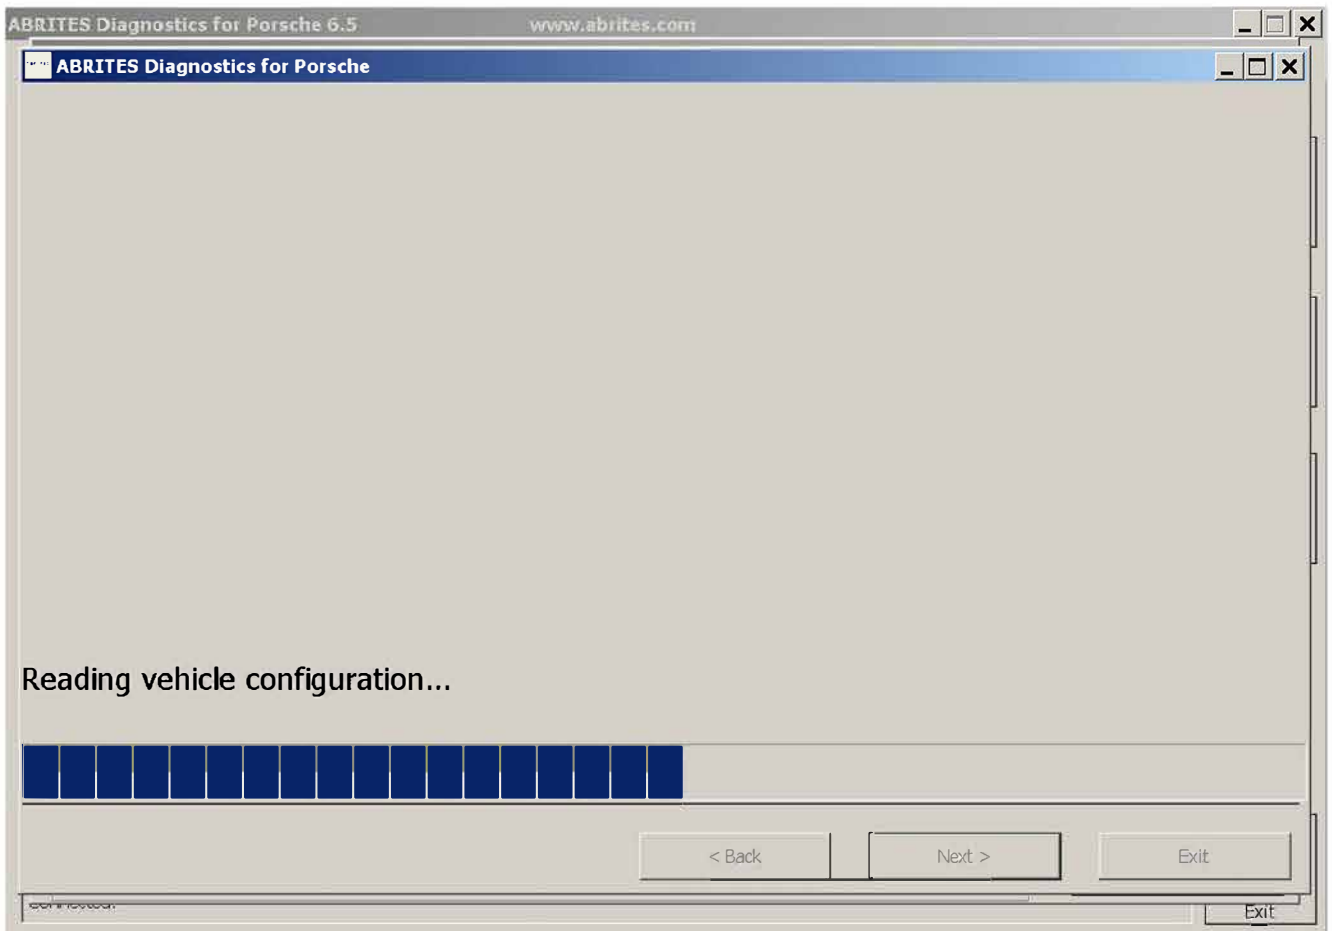 ABRITES Diagnostics for Porsche 6.5 www.abrites.com
ABRITES Diagnostics for Porsche
Reading vehicle configuration...
< Back Next > Exit
Connected.
Exit